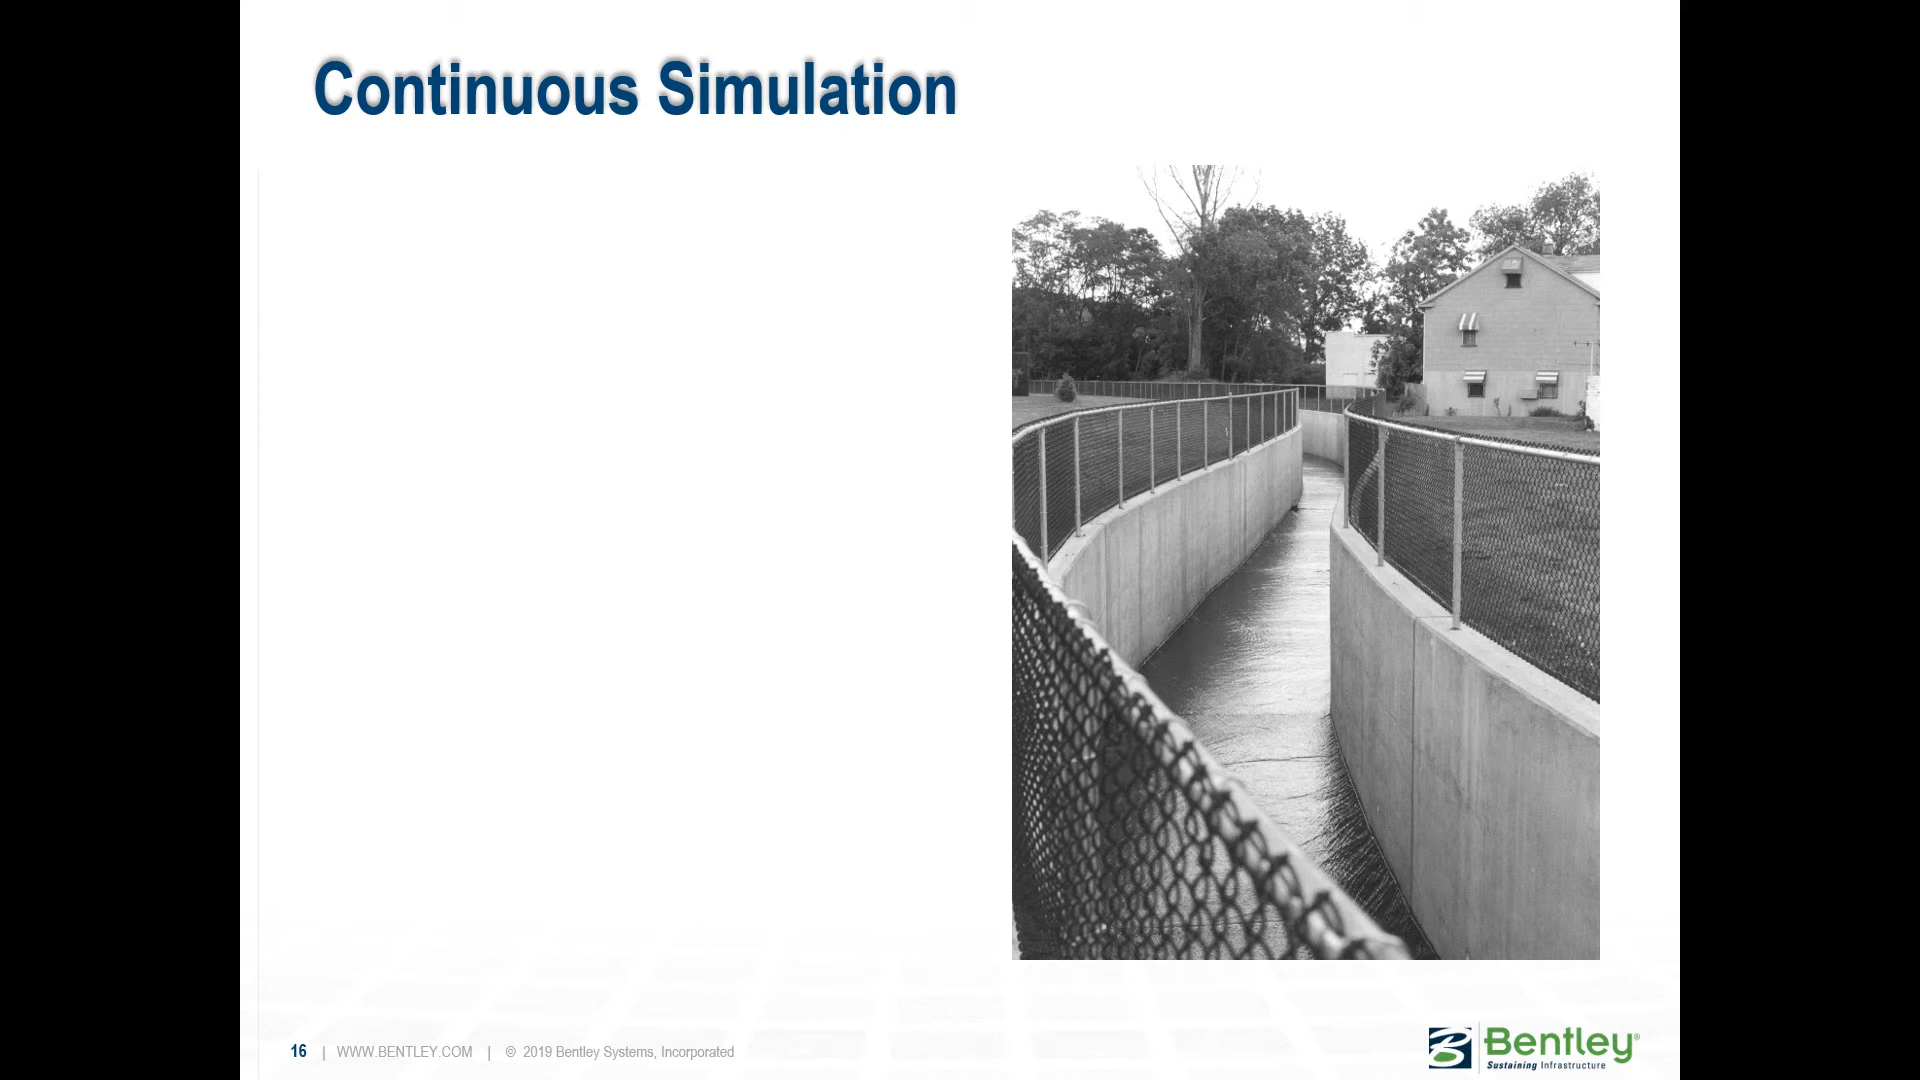 Continuous Simulation
16 | WWW.BENTLEY.COM | © 2019 Bentley Systems, Incorporated
Bentley®
Sustaining Infrastructure